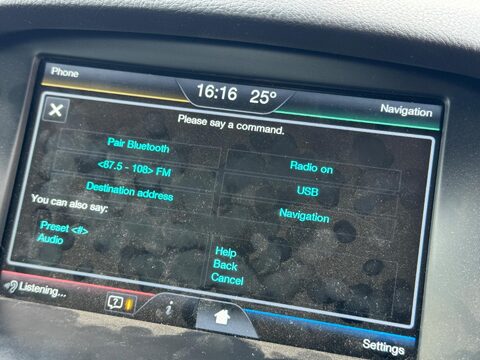 Phone
16:16 25°
Navigation
Please say a command.
Pair Bluetooth
Radio on
<87.5 - 108> FM
USB
Destination address
Navigation
You can also say:
Preset <#>
Audio
Help
Back
Cancel
Listening...
Settings